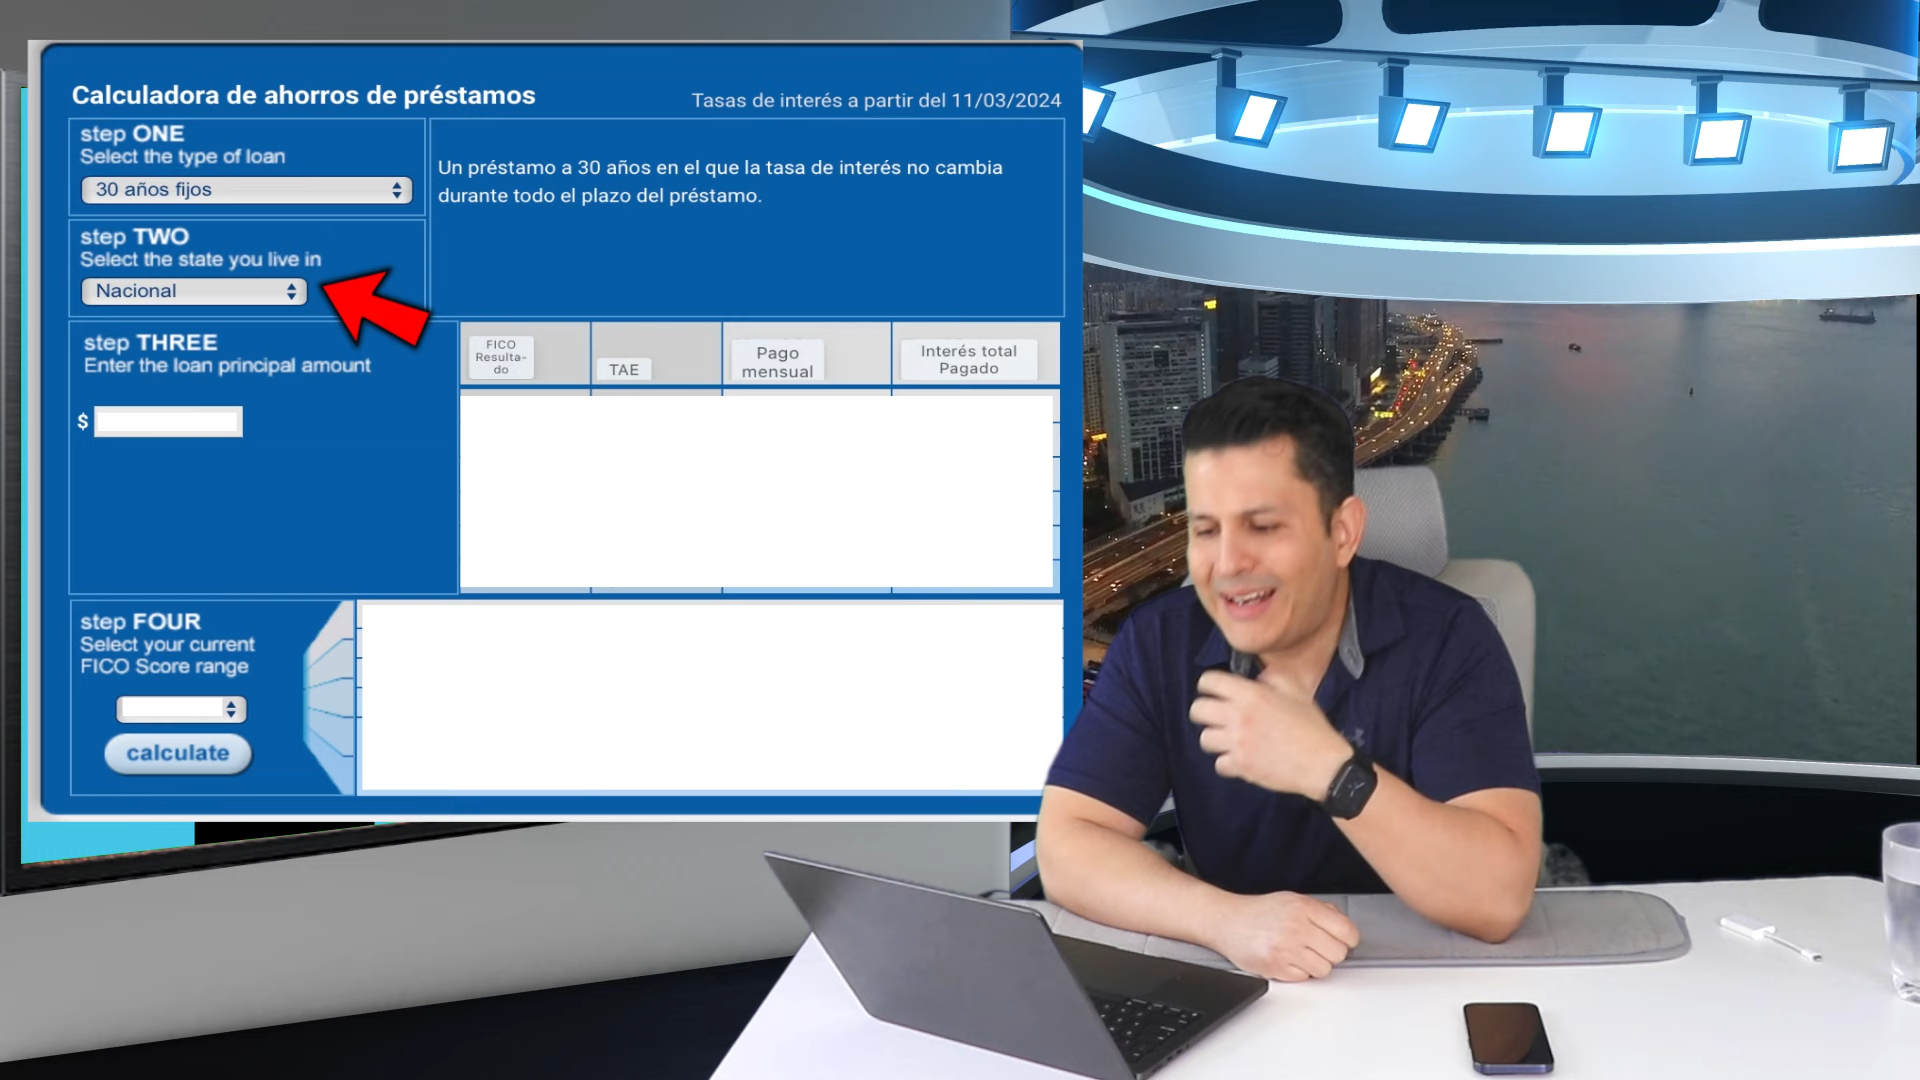 Calculadora de ahorros de préstamos
Tasas de interés a partir del 11/03/2024
step ONE
Select the type of loan
30 años fijos
Un préstamo a 30 años en el que la tasa de interés no cambia
durante todo el plazo del préstamo.
step TWO
Select the state you live in
Nacional
step THREE
Enter the loan principal amount
$
FICO
Resulta-
do
TAE
Pago
mensual
Interés total
Pagado
step FOUR
Select your current
FICO Score range
calculate